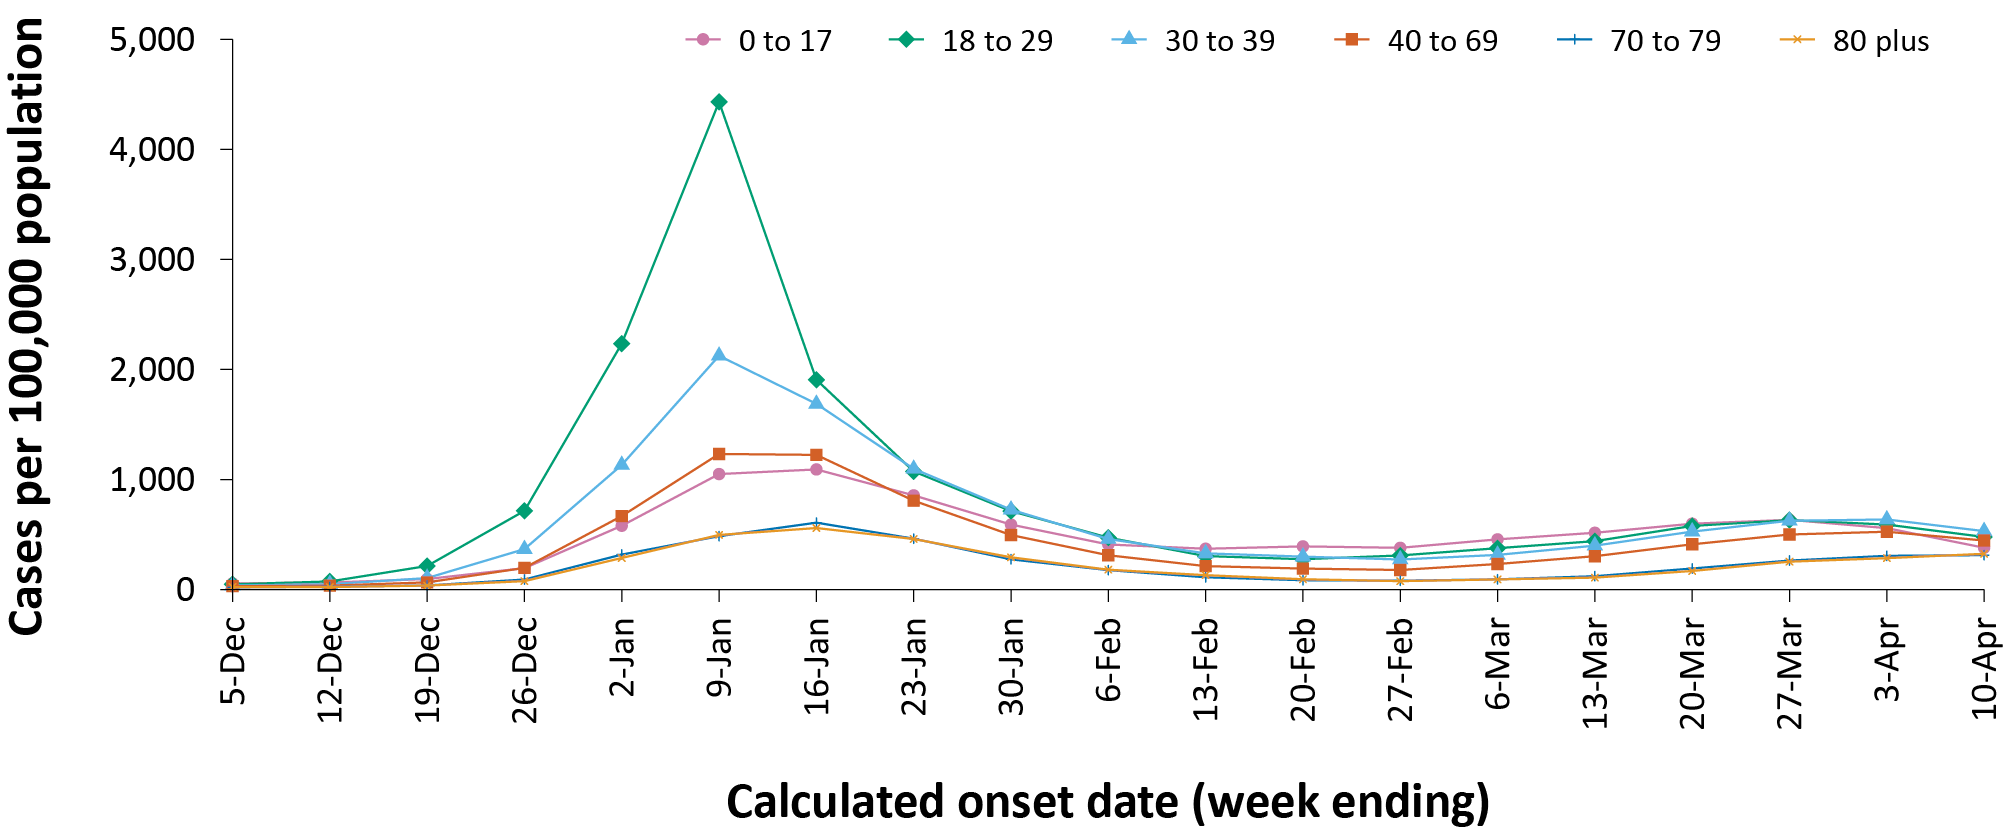 Cases per 100,000 population
5,000
4,000
3,000
2,000
1,000
0
0 to 17
18 to 29
30 to 39
40 to 69
70 to 79
80 plus
5-Dec
12-Dec
19-Dec
26-Dec
2-Jan
9-Jan
16-Jan
23-Jan
30-Jan
6-Feb
13-Feb
20-Feb
27-Feb
6-Mar
13-Mar
20-Mar
27-Mar
3-Apr
10-Apr
Calculated onset date (week ending)